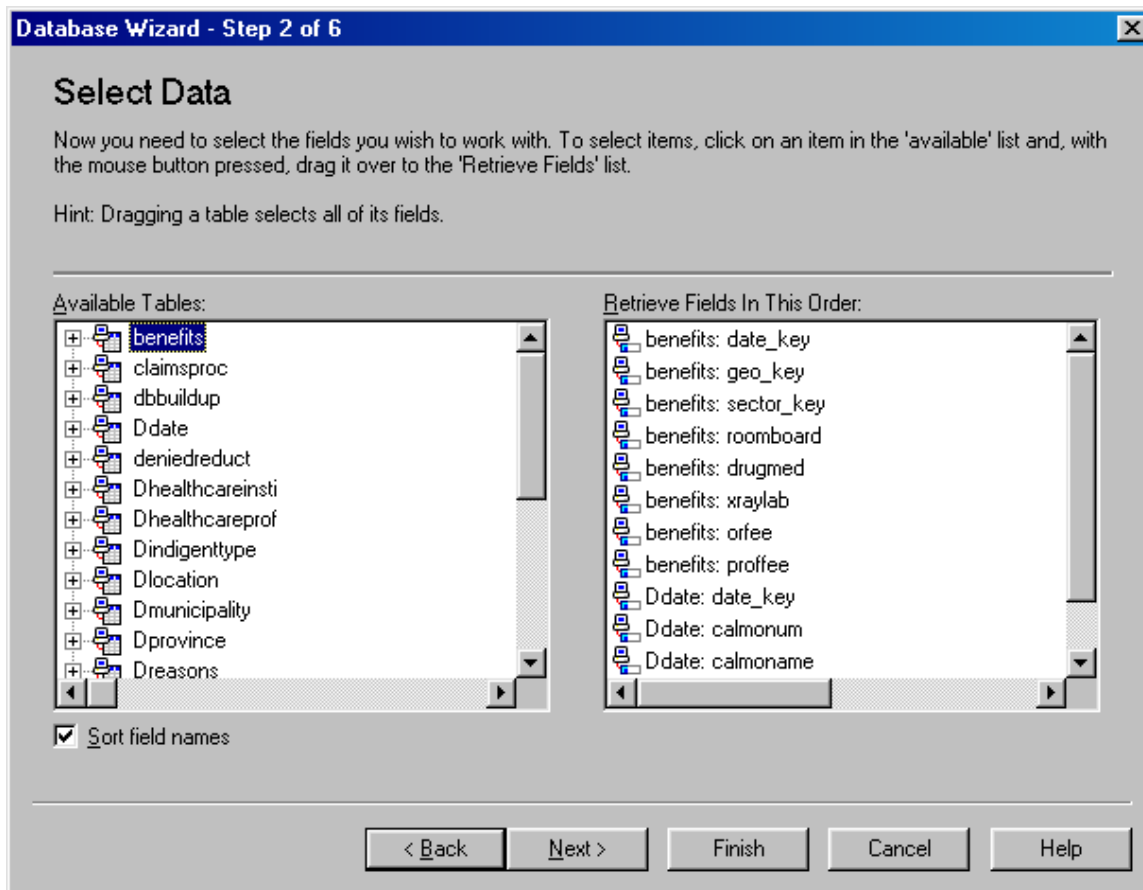 Database Wizard - Step 2 of 6
Select Data
Now you need to select the fields you wish to work with. To select items, click on an item in the 'available' list and, with
the mouse button pressed, drag it over to the 'Retrieve Fields' list.
Hint: Dragging a table selects all of its fields.
Available Tables:
benefits
claimsproc
dbbuildup
Ddate
deniedreduct
Dhealthcareinsti
Dhealthcareprof
Dindigenttype
Dlocation
Dmunicipality
Dprovince
Dreasons
Sort field names
Retrieve Fields In This Order:
benefits: date_key
benefits: geo_key
benefits: sector_key
benefits: roomboard
benefits: drugmed
benefits: xraylab
benefits: orfee
benefits: proffee
Ddate: date_key
Ddate: calmonum
Ddate: calmoname
< Back
Next >
Finish
Cancel
Help